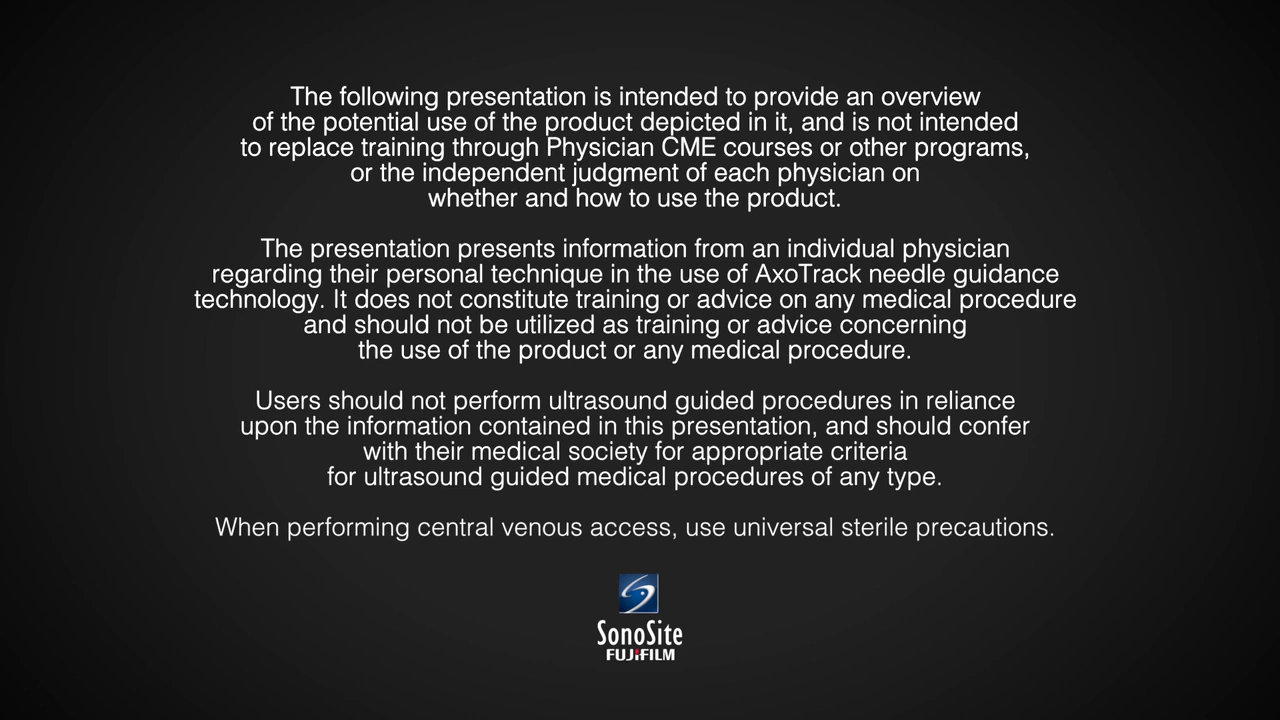 The following presentation is intended to provide an overview
of the potential use of the product depicted in it, and is not intended
to replace training through Physician CME courses or other programs,
or the independent judgment of each physician on
whether and how to use the product.
The presentation presents information from an individual physician
regarding their personal technique in the use of AxoTrack needle guidance
technology. It does not constitute training or advice on any medical procedure
and should not be utilized as training or advice concerning
the use of the product or any medical procedure.
Users should not perform ultrasound guided procedures in reliance
upon the information contained in this presentation, and should confer
with their medical society for appropriate criteria
for ultrasound guided medical procedures of any type.
When performing central venous access, use universal sterile precautions.
SonoSite
FUJIFILM